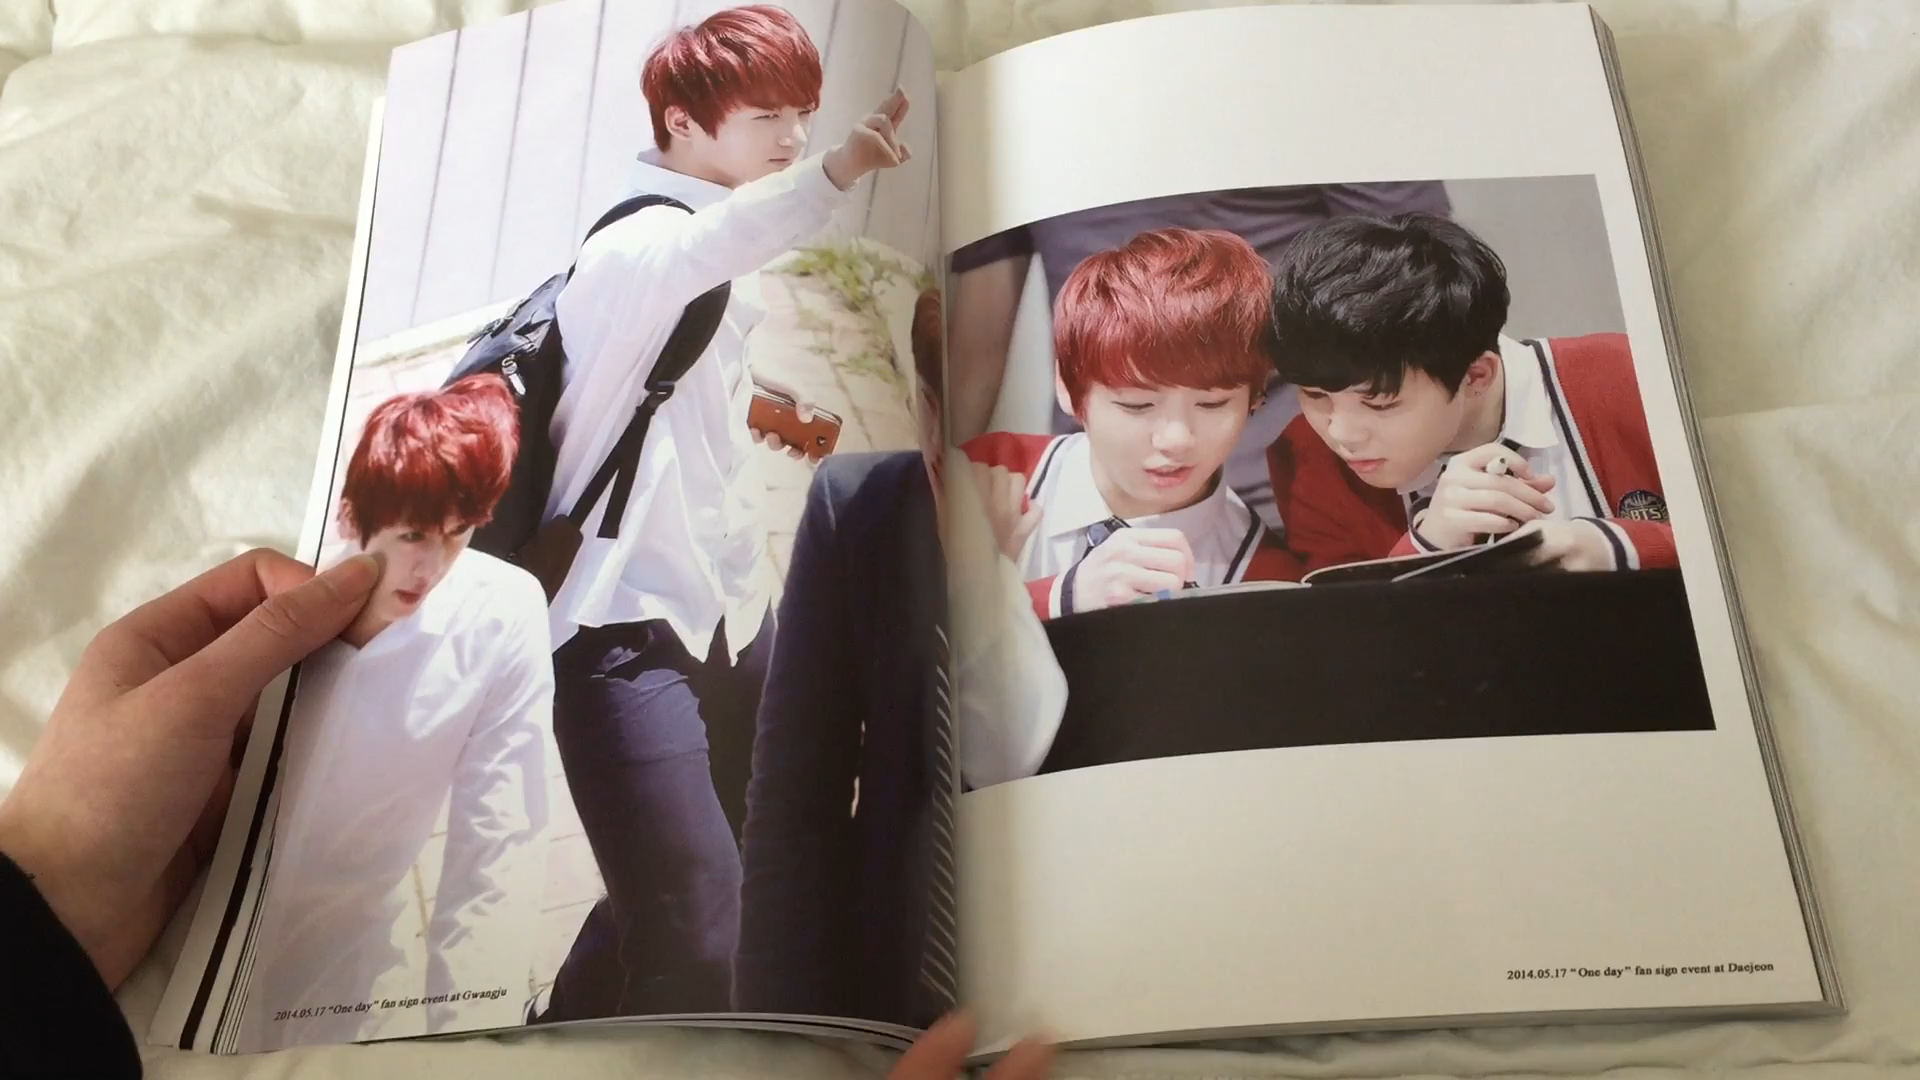 2014.05.17 "One day" fan sign event at Gwangju
BTS
2014.05.17 "One day" fan sign event at Daejeon